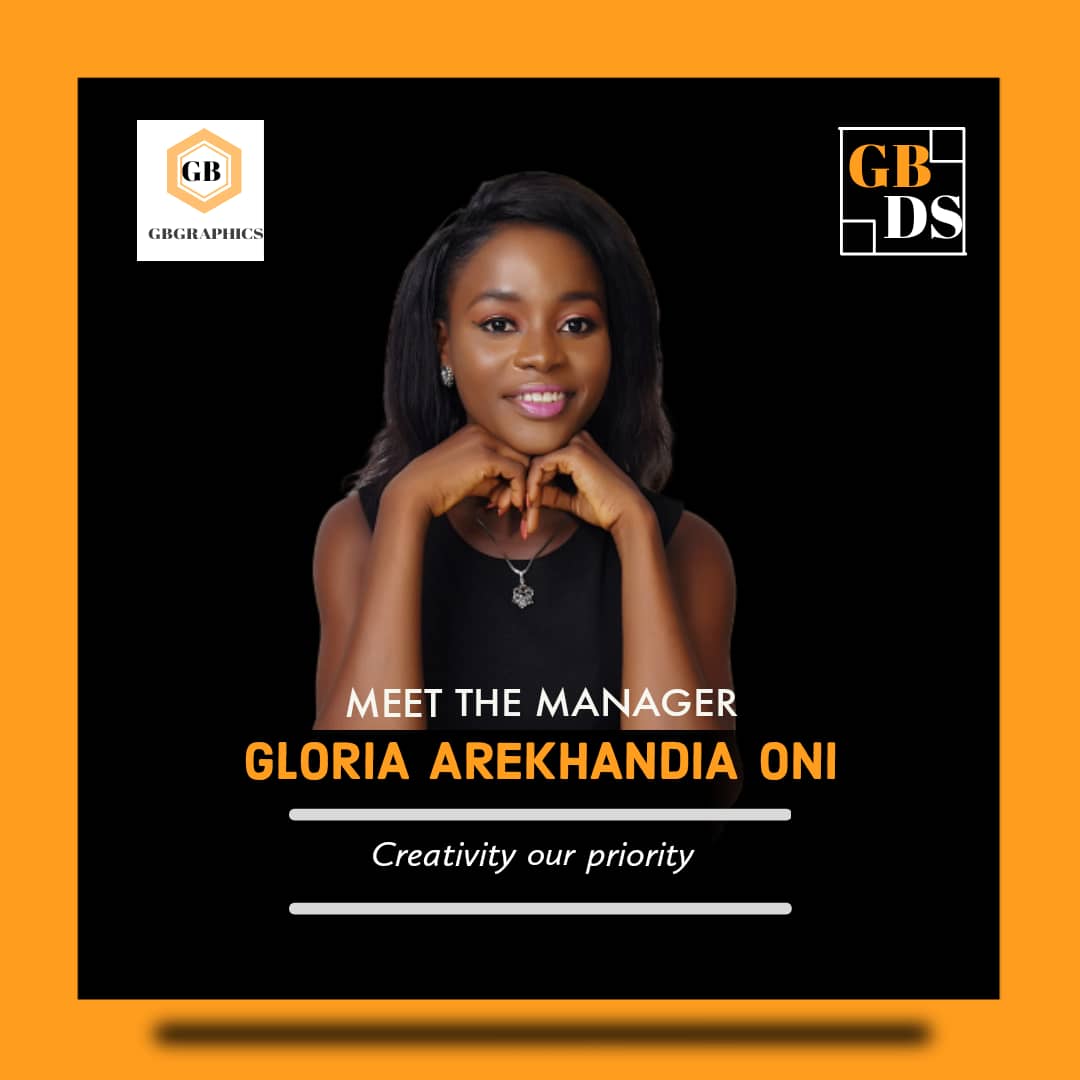 GB
GBGRAPHICS
GB
DS
MEET THE MANAGER
GLORIA AREKHANDIA ONI
Creativity our priority